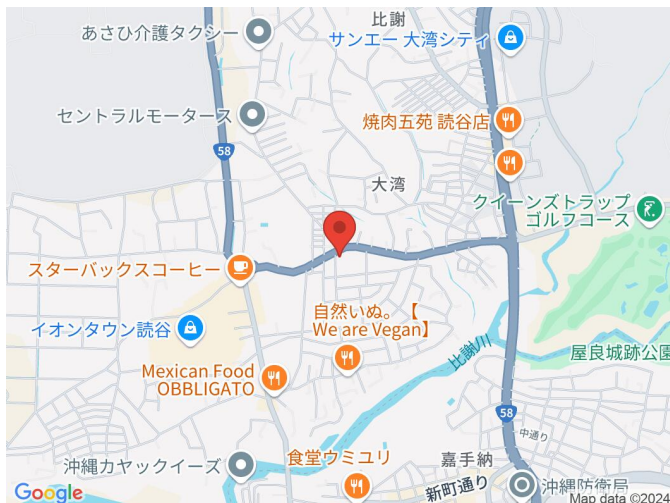 比謝
あさひ介護タクシー
サンエー 大湾シティ
セントラルモータース
焼肉五苑 読谷店
58
大湾
クイーンズトラップ
ゴルフコース
スターバックスコーヒー
自然いぬ。【
We are Vegan】
イオンタウン読谷
比謝川
屋良城跡公園
Mexican Food
OBBLIGATO
58
中通り
嘉手納
沖縄カヤックイーズ
食堂ウミユリ
新町通り
沖縄防衛局
58
Google
Map data ©2024